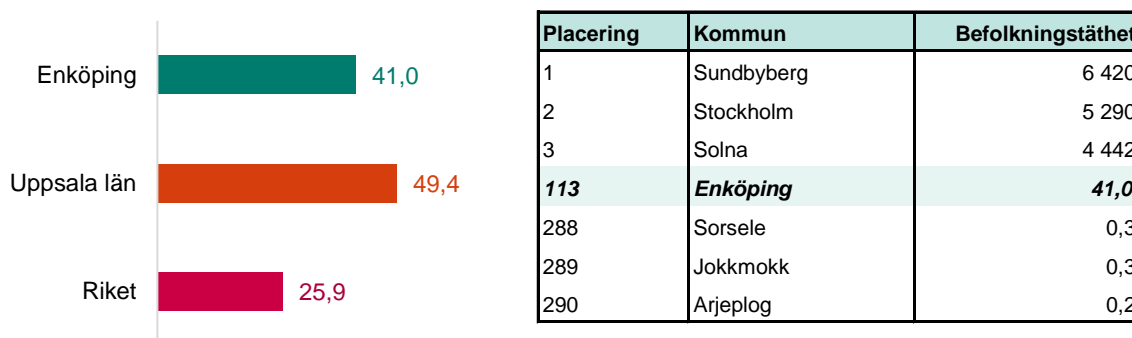 Enköping 41,0
Uppsala län 49,4
Riket 25,9
Placering Kommun Befolkningstäthet
1 Sundbyberg 6 420
2 Stockholm 5 290
3 Solna 4 442
113 Enköping 41,0
288 Sorsele 0,3
289 Jokkmokk 0,3
290 Arjeplog 0,2